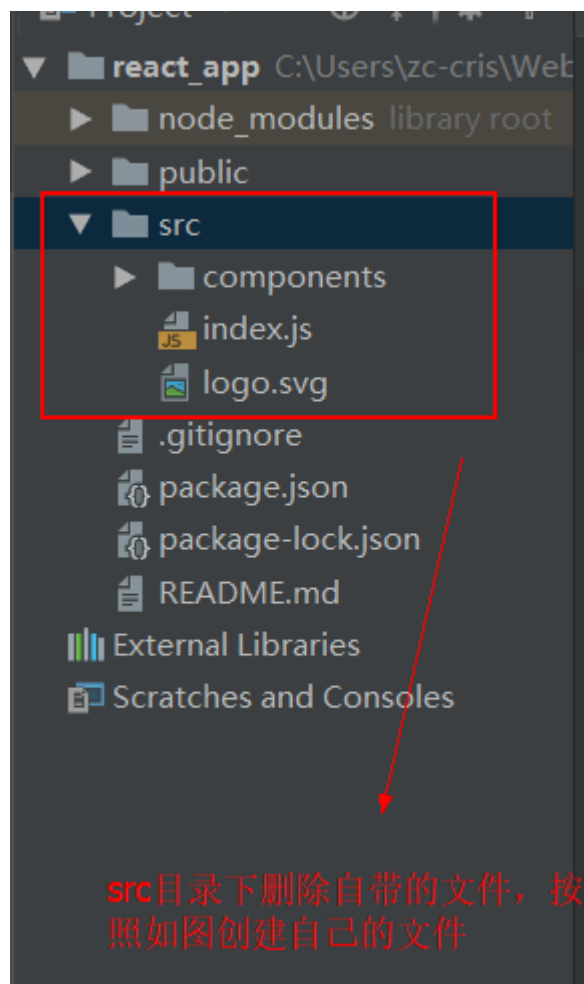 Project
react_app C:\Users\zc-cris\Web
node_modules library root
public
src
components
JS index.js
logo.svg
.gitignore
package.json
package-lock.json
README.md
External Libraries
Scratches and Consoles
src目录下删除自带的文件，按
照如图创建自己的文件